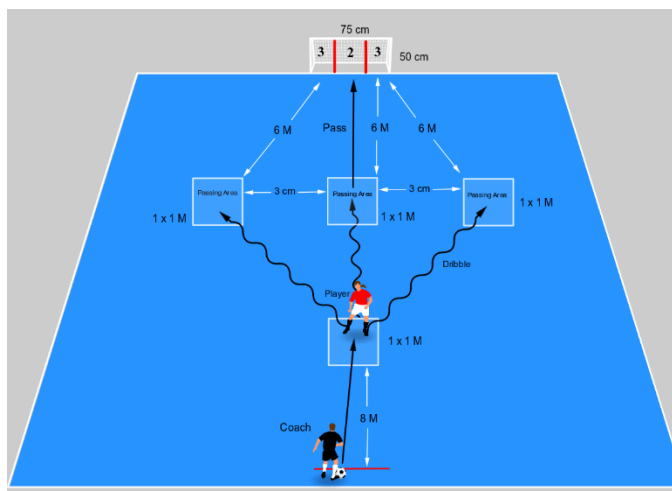 75 cm
3 2 3
50 cm
Pass
6 M
6 M
6 M
Passing Area
Passing Area
Passing Area
3 cm
3 cm
1 x 1 M
1 x 1 M
1 x 1 M
Dribble
Player
1 x 1 M
8 M
Coach